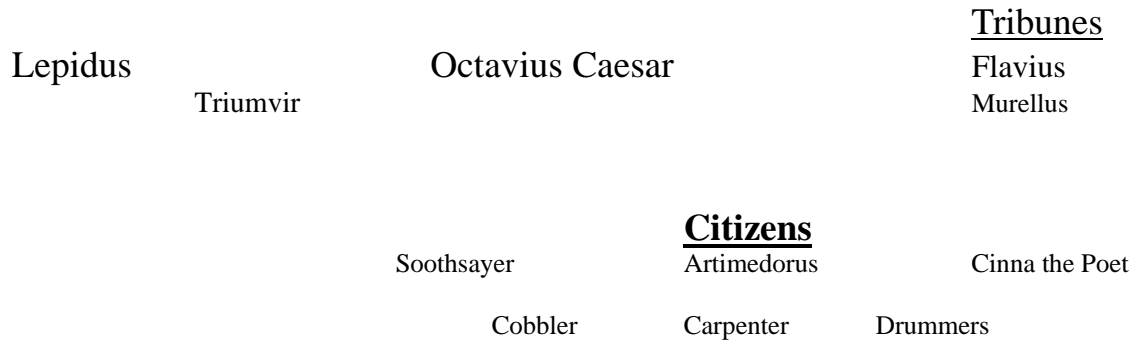 Tribunes
Lepidus Octavius Caesar Flavius
Triumvir Murellus
Citizens
Soothsayer Artimedorus Cinna the Poet
Cobbler Carpenter Drummers